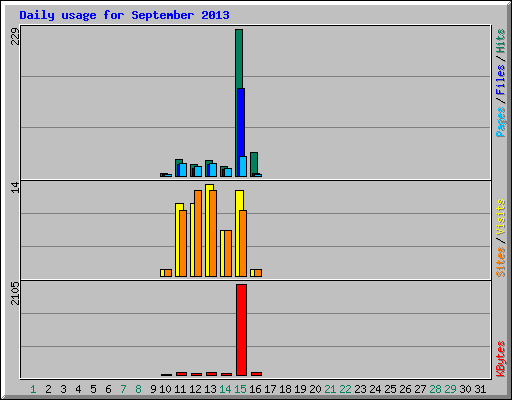 Daily usage for September 2013
229
14
2105
Pages/Files/Hits
Sites/Visits
KBytes
1 2 3 4 5 6 7 8 9 10 11 12 13 14 15 16 17 18 19 20 21 22 23 24 25 26 27 28 29 30 31